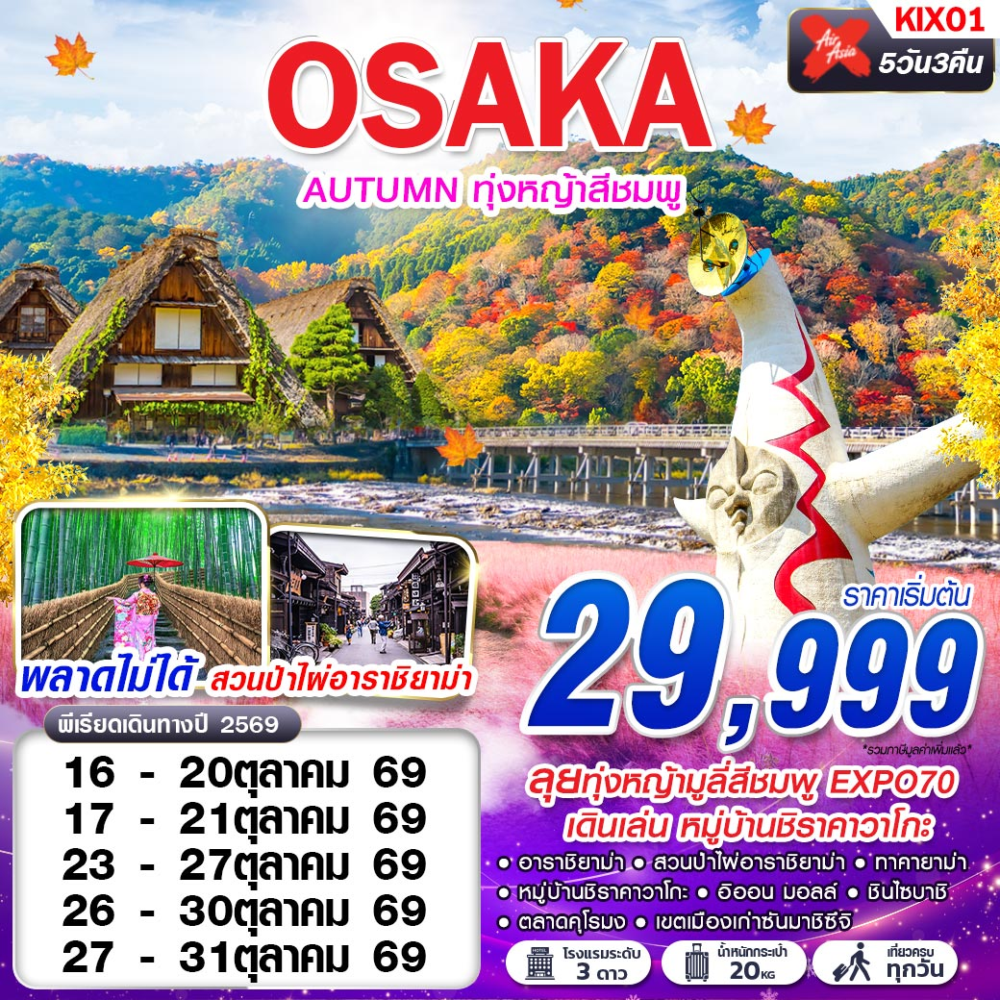 KIX01
Air Asia X
5วัน3คืน
OSAKA
AUTUMN ทุ่งหญ้าสีชมพู
พลาดไม่ได้ สวนป่าไผ่อาราชิยาม่า
ราคาเริ่มต้น
29,999
*รวมภาษีมูลค่าเพิ่มแล้ว*
พีเรียดเดินทางปี 2569
16 - 20ตุลาคม 69
17 - 21ตุลาคม 69
23 - 27ตุลาคม 69
26 - 30ตุลาคม 69
27 - 31ตุลาคม 69
ลุยทุ่งหญ้ามูลี่สีชมพู EXPO70
เดินเล่น หมู่บ้านชิราคาวาโกะ
• อาราชิยาม่า • สวนป่าไผ่อาราชิยาม่า • ทาคายาม่า
• หมู่บ้านชิราคาวาโกะ • อิออน มอลล์ • ชินไซบาชิ
• ตลาดคุโรมง • เขตเมืองเก่าซันมาชิซึจิ
HOTEL
โรงแรมระดับ
3 ดาว
น้ำหนักกระเป๋า
20KG
เที่ยวครบ
ทุกวัน